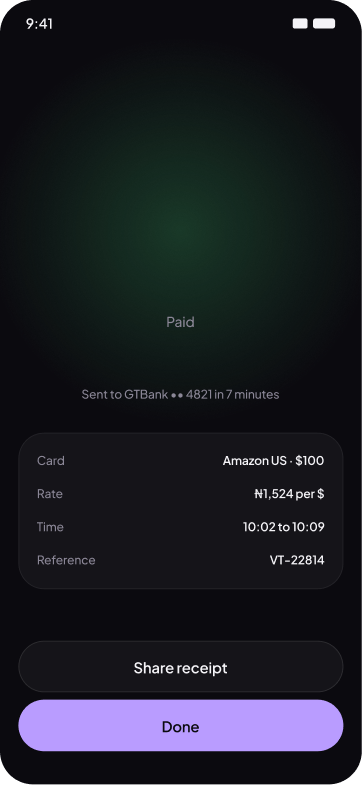 9:41
Paid
Sent to GTBank •• 4821 in 7 minutes
Card Amazon US · $100
Rate ₦1,524 per $
Time 10:02 to 10:09
Reference VT-22814
Share receipt
Done